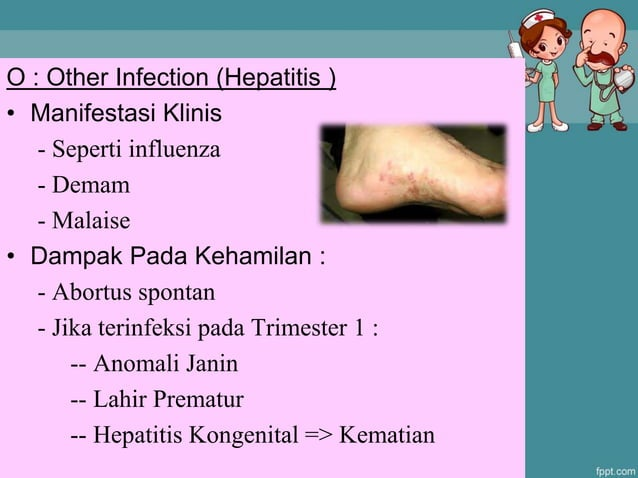 O : Other Infection (Hepatitis )
• Manifestasi Klinis
- Seperti influenza
- Demam
- Malaise
• Dampak Pada Kehamilan :
- Abortus spontan
- Jika terinfeksi pada Trimester 1 :
-- Anomali Janin
-- Lahir Prematur
-- Hepatitis Kongenital => Kematian
fppt.com